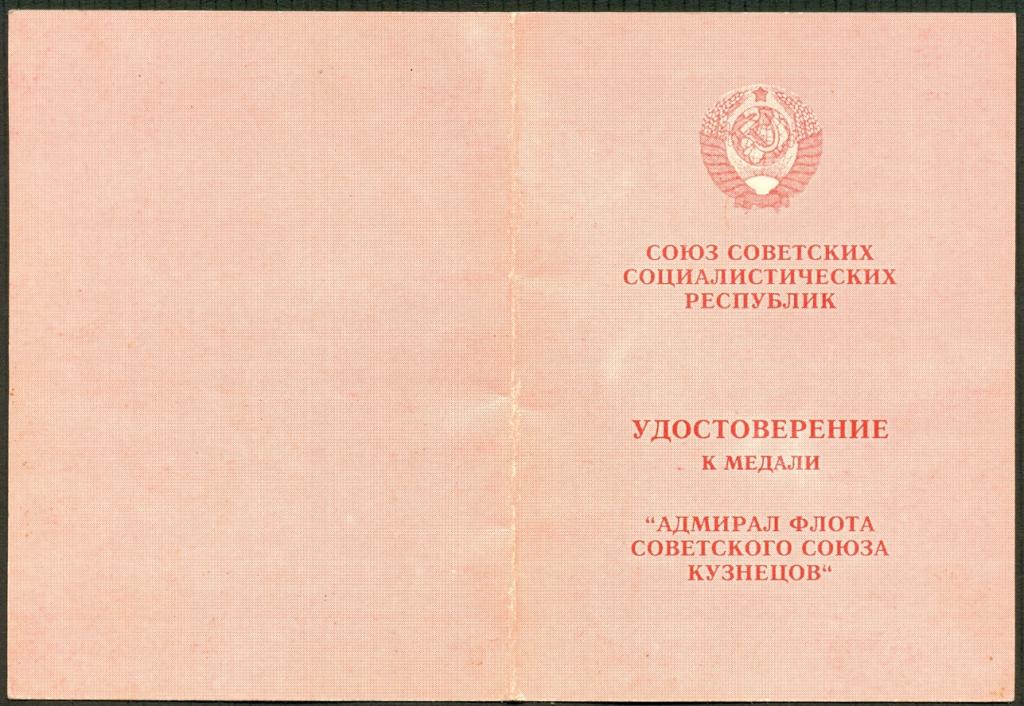 СОЮЗ СОВЕТСКИХ
СОЦИАЛИСТИЧЕСКИХ
РЕСПУБЛИК
УДОСТОВЕРЕНИЕ
К МЕДАЛИ
“АДМИРАЛ ФЛОТА
СОВЕТСКОГО СОЮЗА
КУЗНЕЦОВ“